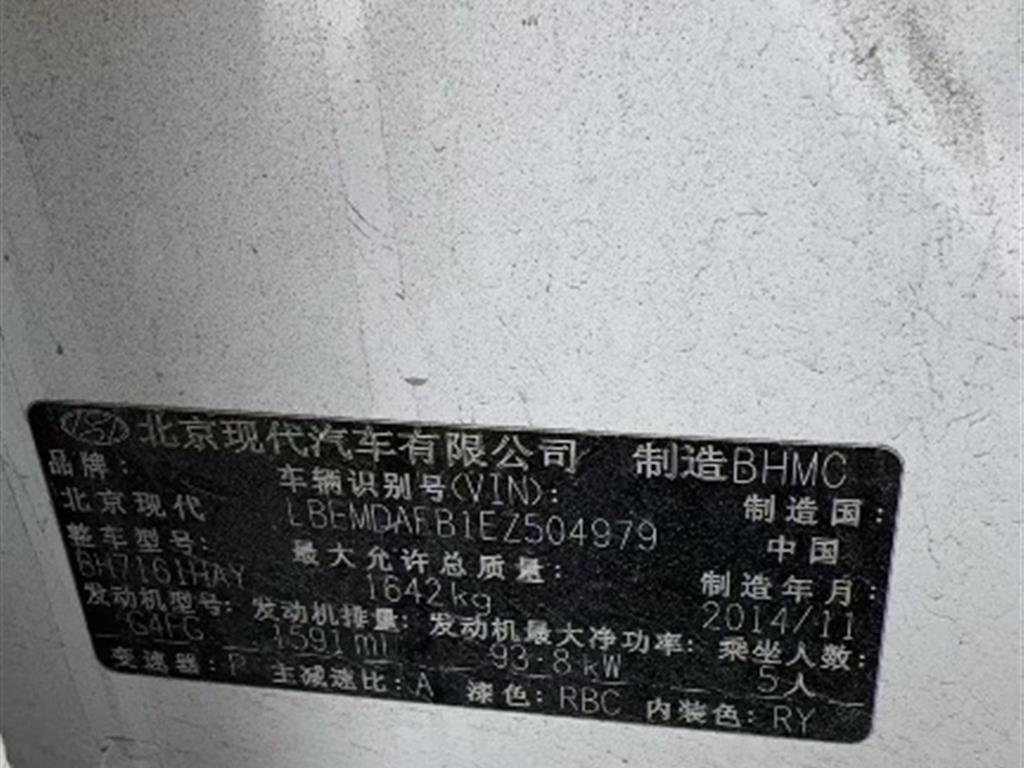 北京现代汽车有限公司 制造BHMC
品牌: 车辆识别号(VIN): 制造国:
北京现代 LBEMDAFB1EZ504979 中国
整车型号: 最大允许总质量: 制造年月:
BH7161HAY 1642kg 2014/11
发动机型号: 发动机排量: 发动机最大净功率: 乘坐人数:
G4FG 1591ml 93.8kW 5人
变速器: P 主减速比: A 漆色: RBC 内装色: RY